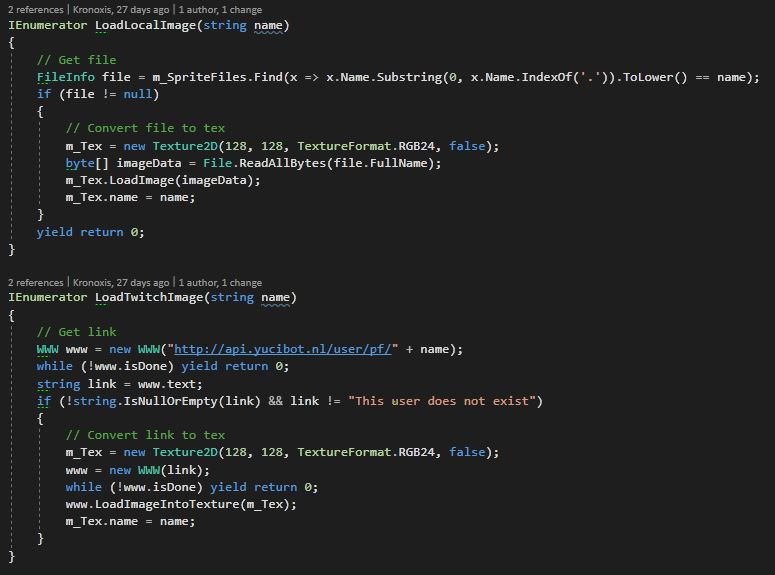 2 references | Kronoxis, 27 days ago | 1 author, 1 change
IEnumerator LoadLocalImage(string name)
{
    // Get file
    FileInfo file = m_SpriteFiles.Find(x => x.Name.Substring(0, x.Name.IndexOf('.')).ToLower() == name);
    if (file != null)
    {
        // Convert file to tex
        m_Tex = new Texture2D(128, 128, TextureFormat.RGB24, false);
        byte[] imageData = File.ReadAllBytes(file.FullName);
        m_Tex.LoadImage(imageData);
        m_Tex.name = name;
    }
    yield return 0;
}
2 references | Kronoxis, 27 days ago | 1 author, 1 change
IEnumerator LoadTwitchImage(string name)
{
    // Get link
    WWW www = new WWW("http://api.yucibot.nl/user/pf/" + name);
    while (!www.isDone) yield return 0;
    string link = www.text;
    if (!string.IsNullOrEmpty(link) && link != "This user does not exist")
    {
        // Convert link to tex
        m_Tex = new Texture2D(128, 128, TextureFormat.RGB24, false);
        www = new WWW(link);
        while (!www.isDone) yield return 0;
        www.LoadImageIntoTexture(m_Tex);
        m_Tex.name = name;
    }
}